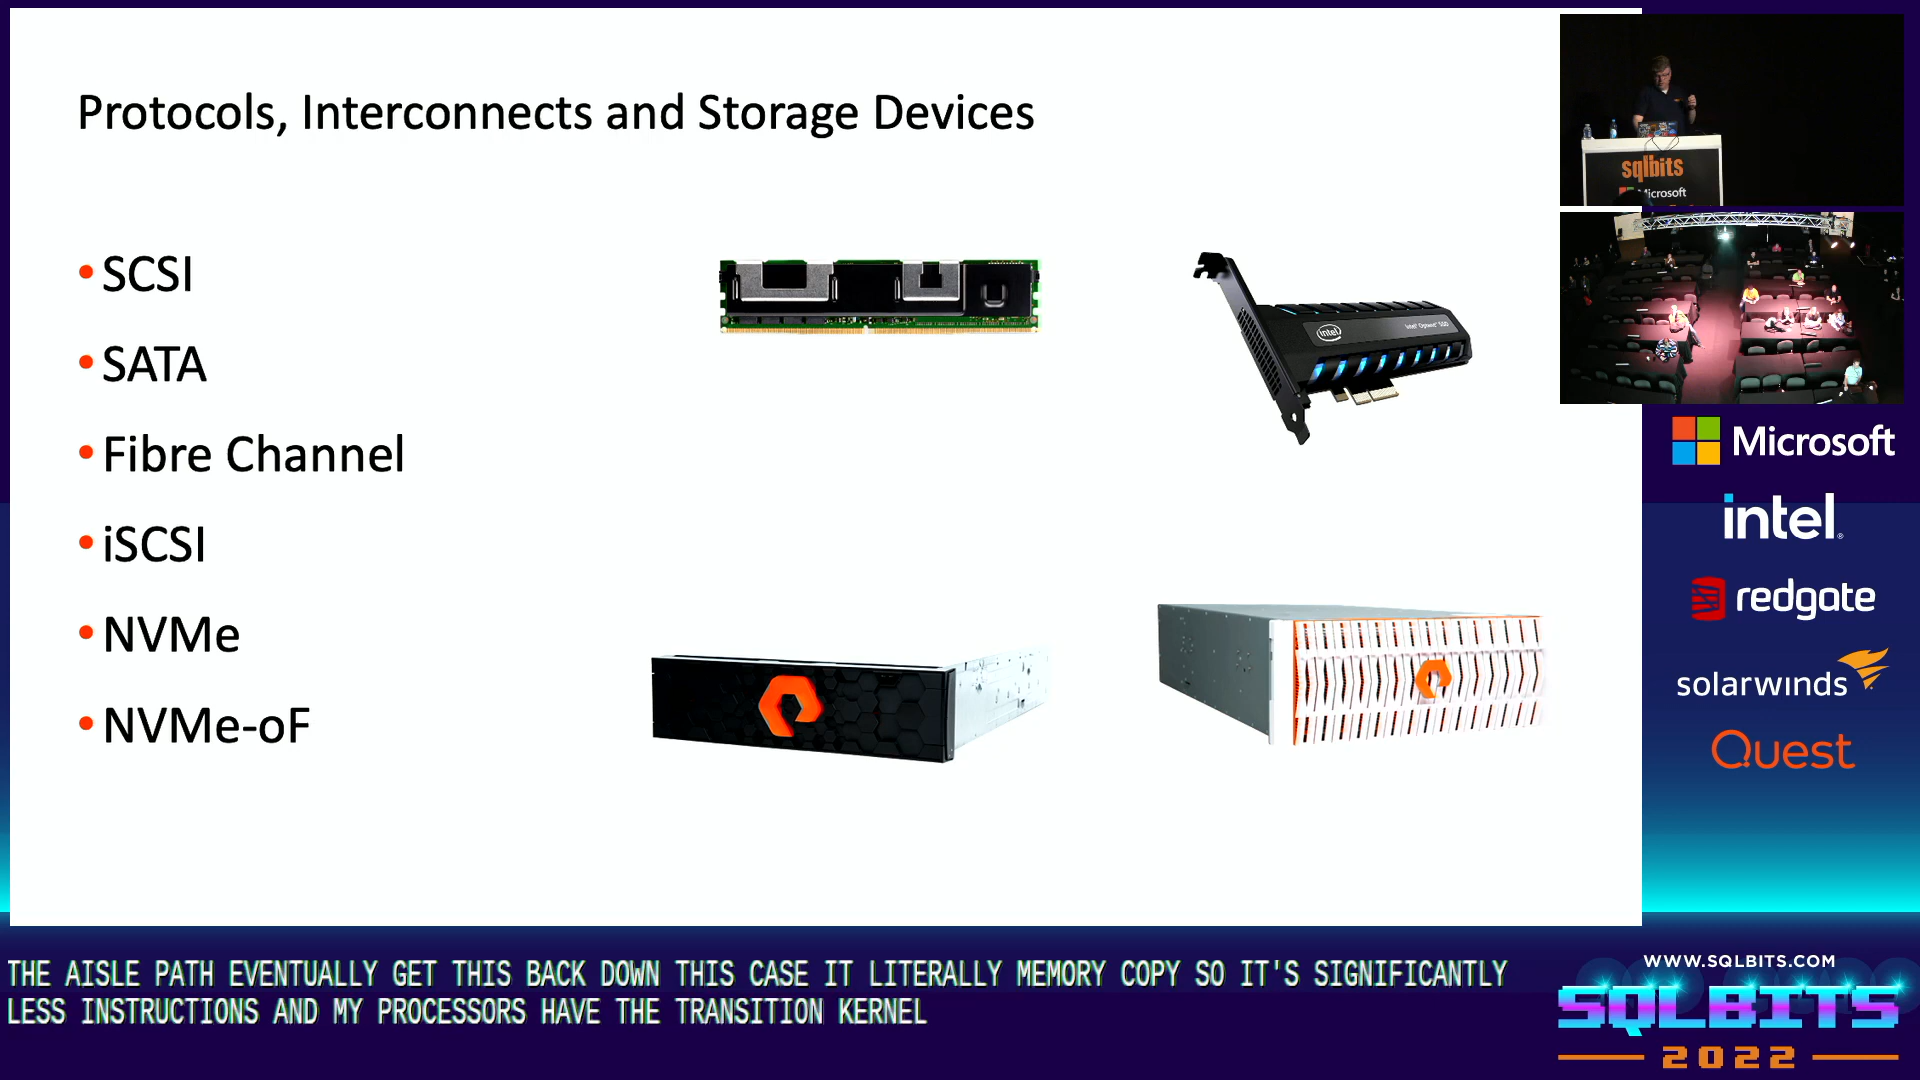 Protocols, Interconnects and Storage Devices
SCSI
SATA
Fibre Channel
iSCSI
NVMe
NVMe-oF
intel
sqlbits
Microsoft
Microsoft
intel
redgate
solarwinds
Quest
THE AISLE PATH EVENTUALLY GET THIS BACK DOWN THIS CASE IT LITERALLY MEMORY COPY SO IT'S SIGNIFICANTLY
LESS INSTRUCTIONS AND MY PROCESSORS HAVE THE TRANSITION KERNEL
WWW.SQLBITS.COM
SQLBITS
2022